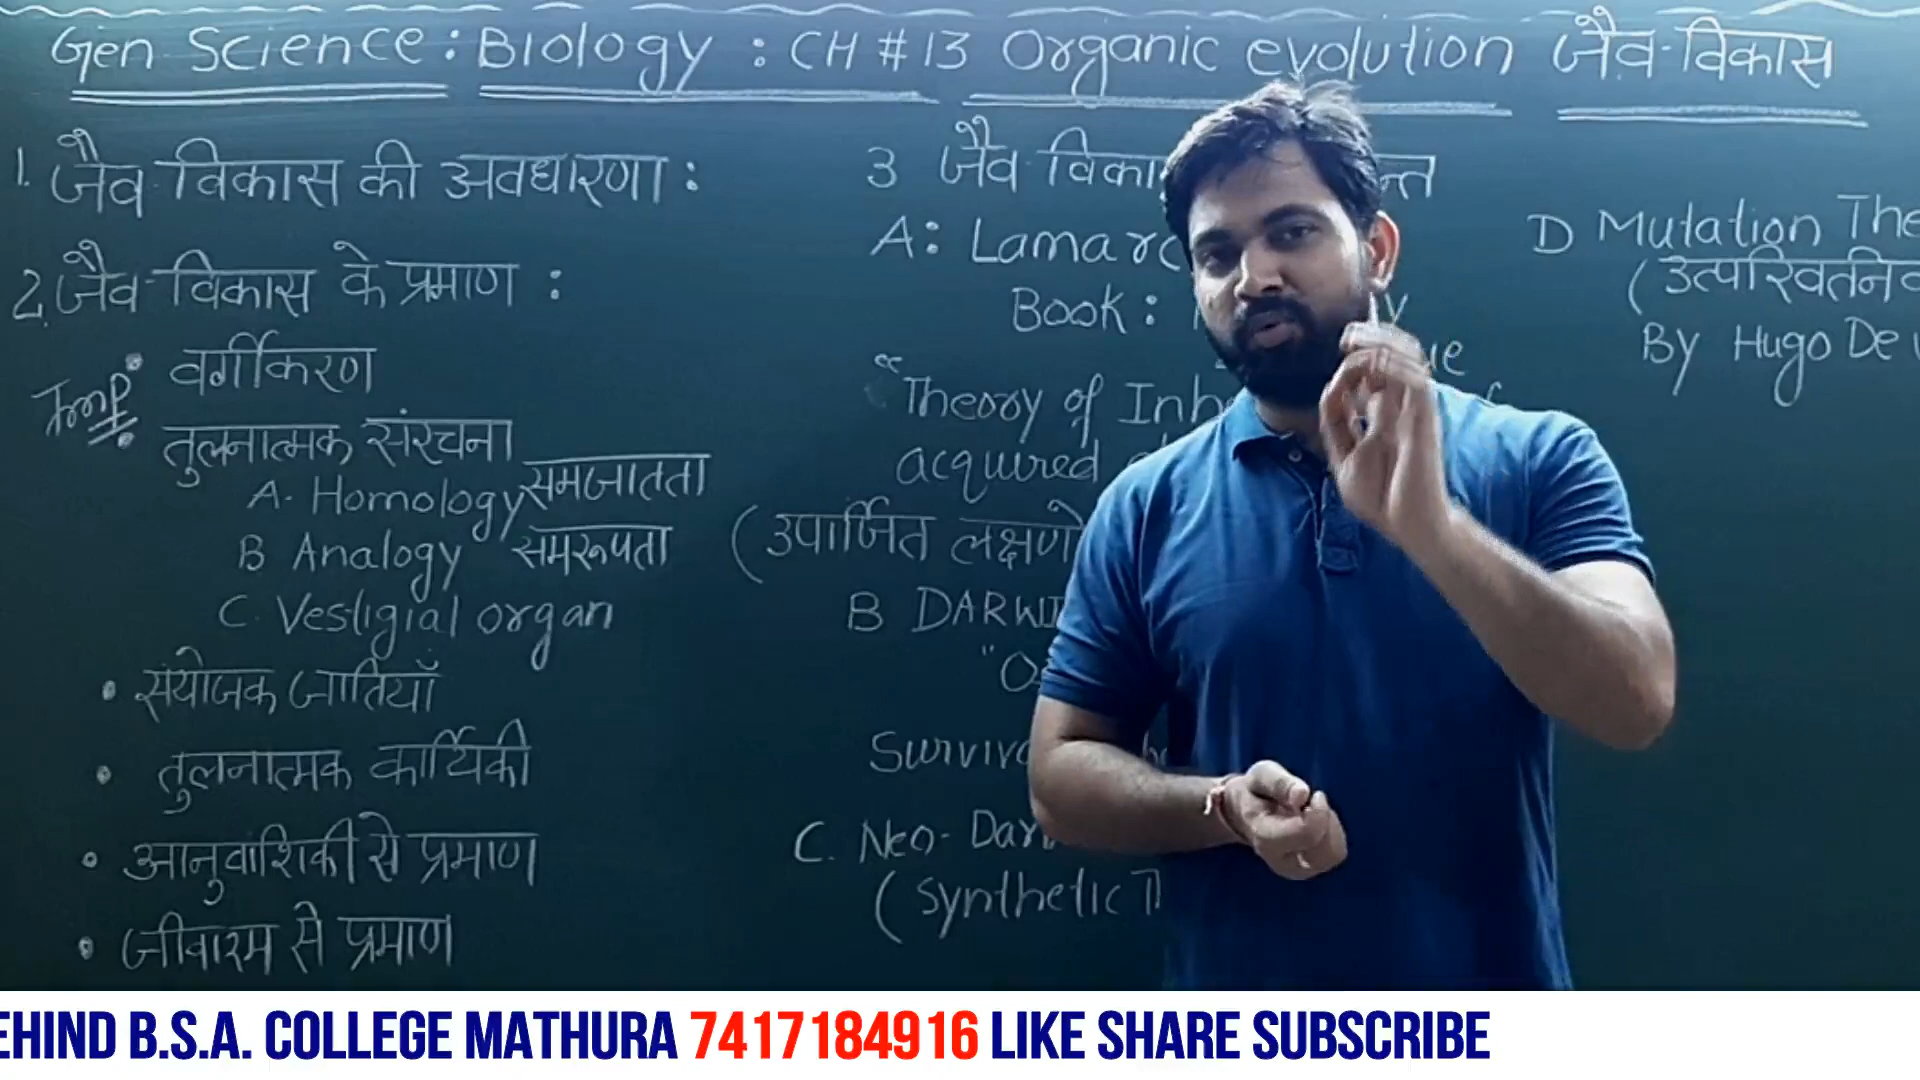 Gen Science : Biology : CH # 13 Organic evolution जैव-विकास
1. जैव-विकास की अवधारणा :
2. जैव-विकास के प्रमाण :
Imp
• वर्गीकरण
• तुलनात्मक संरचना
A. Homology समजातता
B Analogy समरूपता
C. Vestigial organ
• संयोजक जातियाँ
• तुलनात्मक कार्यिकी
• आनुवांशिकी से प्रमाण
• जीवाश्म से प्रमाण
3 जैव-विका न्त
A: Lamarc
Book : y
ue
"Theory of Inh
acquired
(उपार्जित लक्षणो
B DARWI
Surviv
C. Neo-Dar
(Synthetic T
D Mutation The
(उत्परिवर्तन
By Hugo De
EHIND B.S.A. COLLEGE MATHURA 7417184916 LIKE SHARE SUBSCRIBE